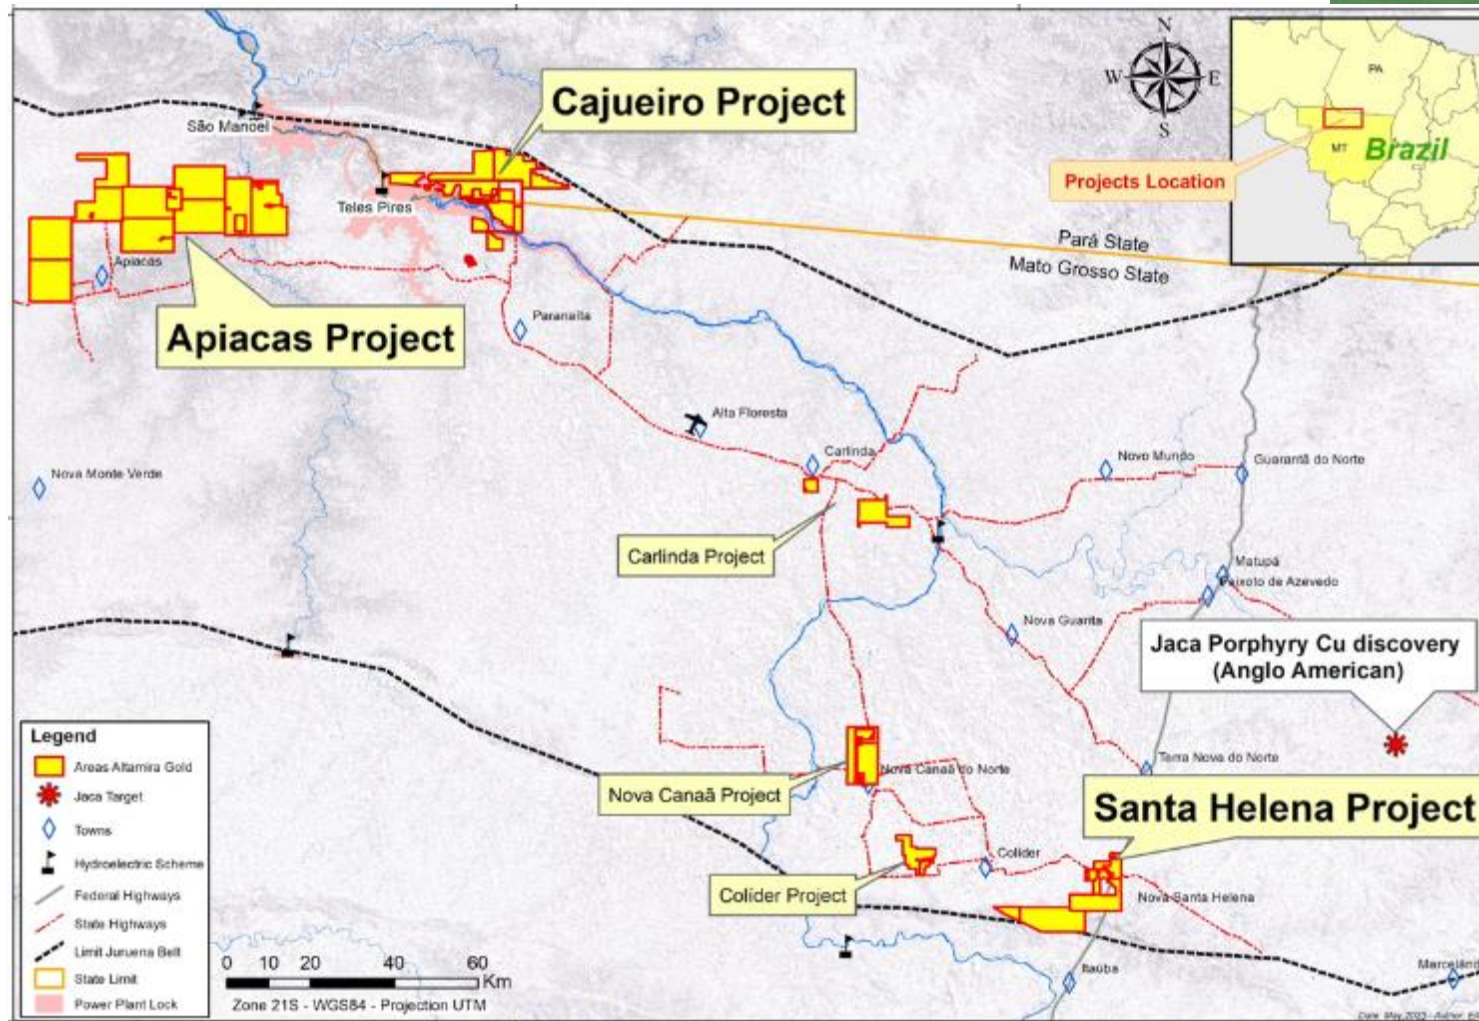 N
W
E
S
PA
MT
Brazil
Projects Location
Cajueiro Project
São Manoel
Teles Pires
Pará State
Mato Grosso State
Apiacas
Apiacas Project
Paranaita
Alta Floresta
Carlinda
Novo Mundo
Guarantã do Norte
Nova Monte Verde
Carlinda Project
Matupá
Peixoto de Azevedo
Nova Guarita
Jaca Porphyry Cu discovery
(Anglo American)
Terra Nova do Norte
Nova Canaã do Norte
Nova Canaã Project
Santa Helena Project
Colider
Colider Project
Nova Santa Helena
Itaúba
Legend
Areas Altamira Gold
Jaca Target
Towns
Hydroelectric Scheme
Federal Highways
State Highways
Limit Juruena Belt
State Limit
Power Plant Lock
0 10 20 40 60
Km
Zone 21S - WGS84 - Projection UTM